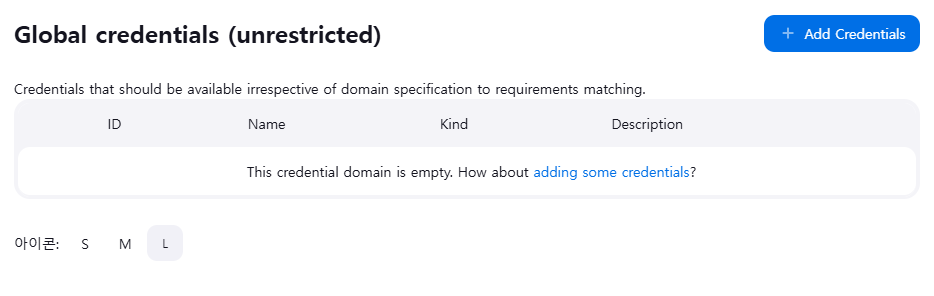 Global credentials (unrestricted)
+ Add Credentials
Credentials that should be available irrespective of domain specification to requirements matching.
ID Name Kind Description
This credential domain is empty. How about adding some credentials?
아이콘: S M L